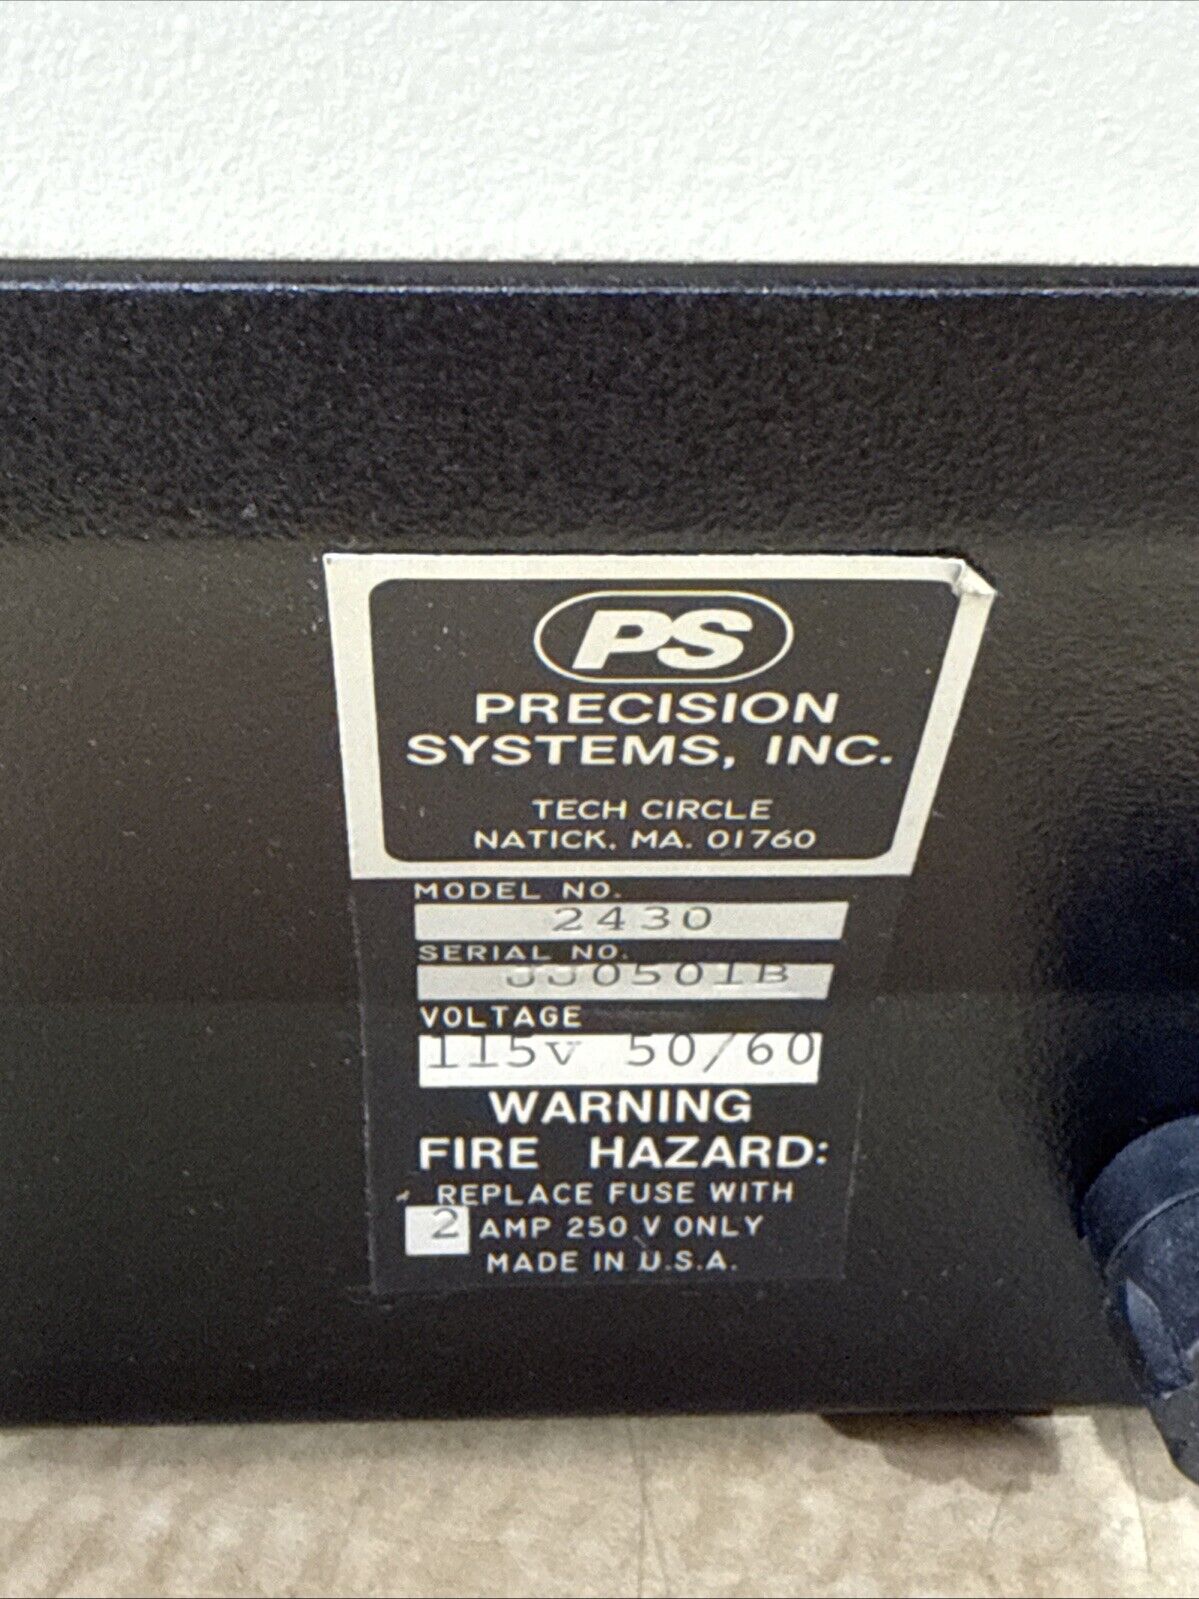 PS
PRECISION
SYSTEMS, INC.
TECH CIRCLE
NATICK, MA. 01760
MODEL NO.
2430
SERIAL NO.
JJ0501B
VOLTAGE
115v 50/60
WARNING
FIRE HAZARD:
REPLACE FUSE WITH
2 AMP 250 V ONLY
MADE IN U.S.A.